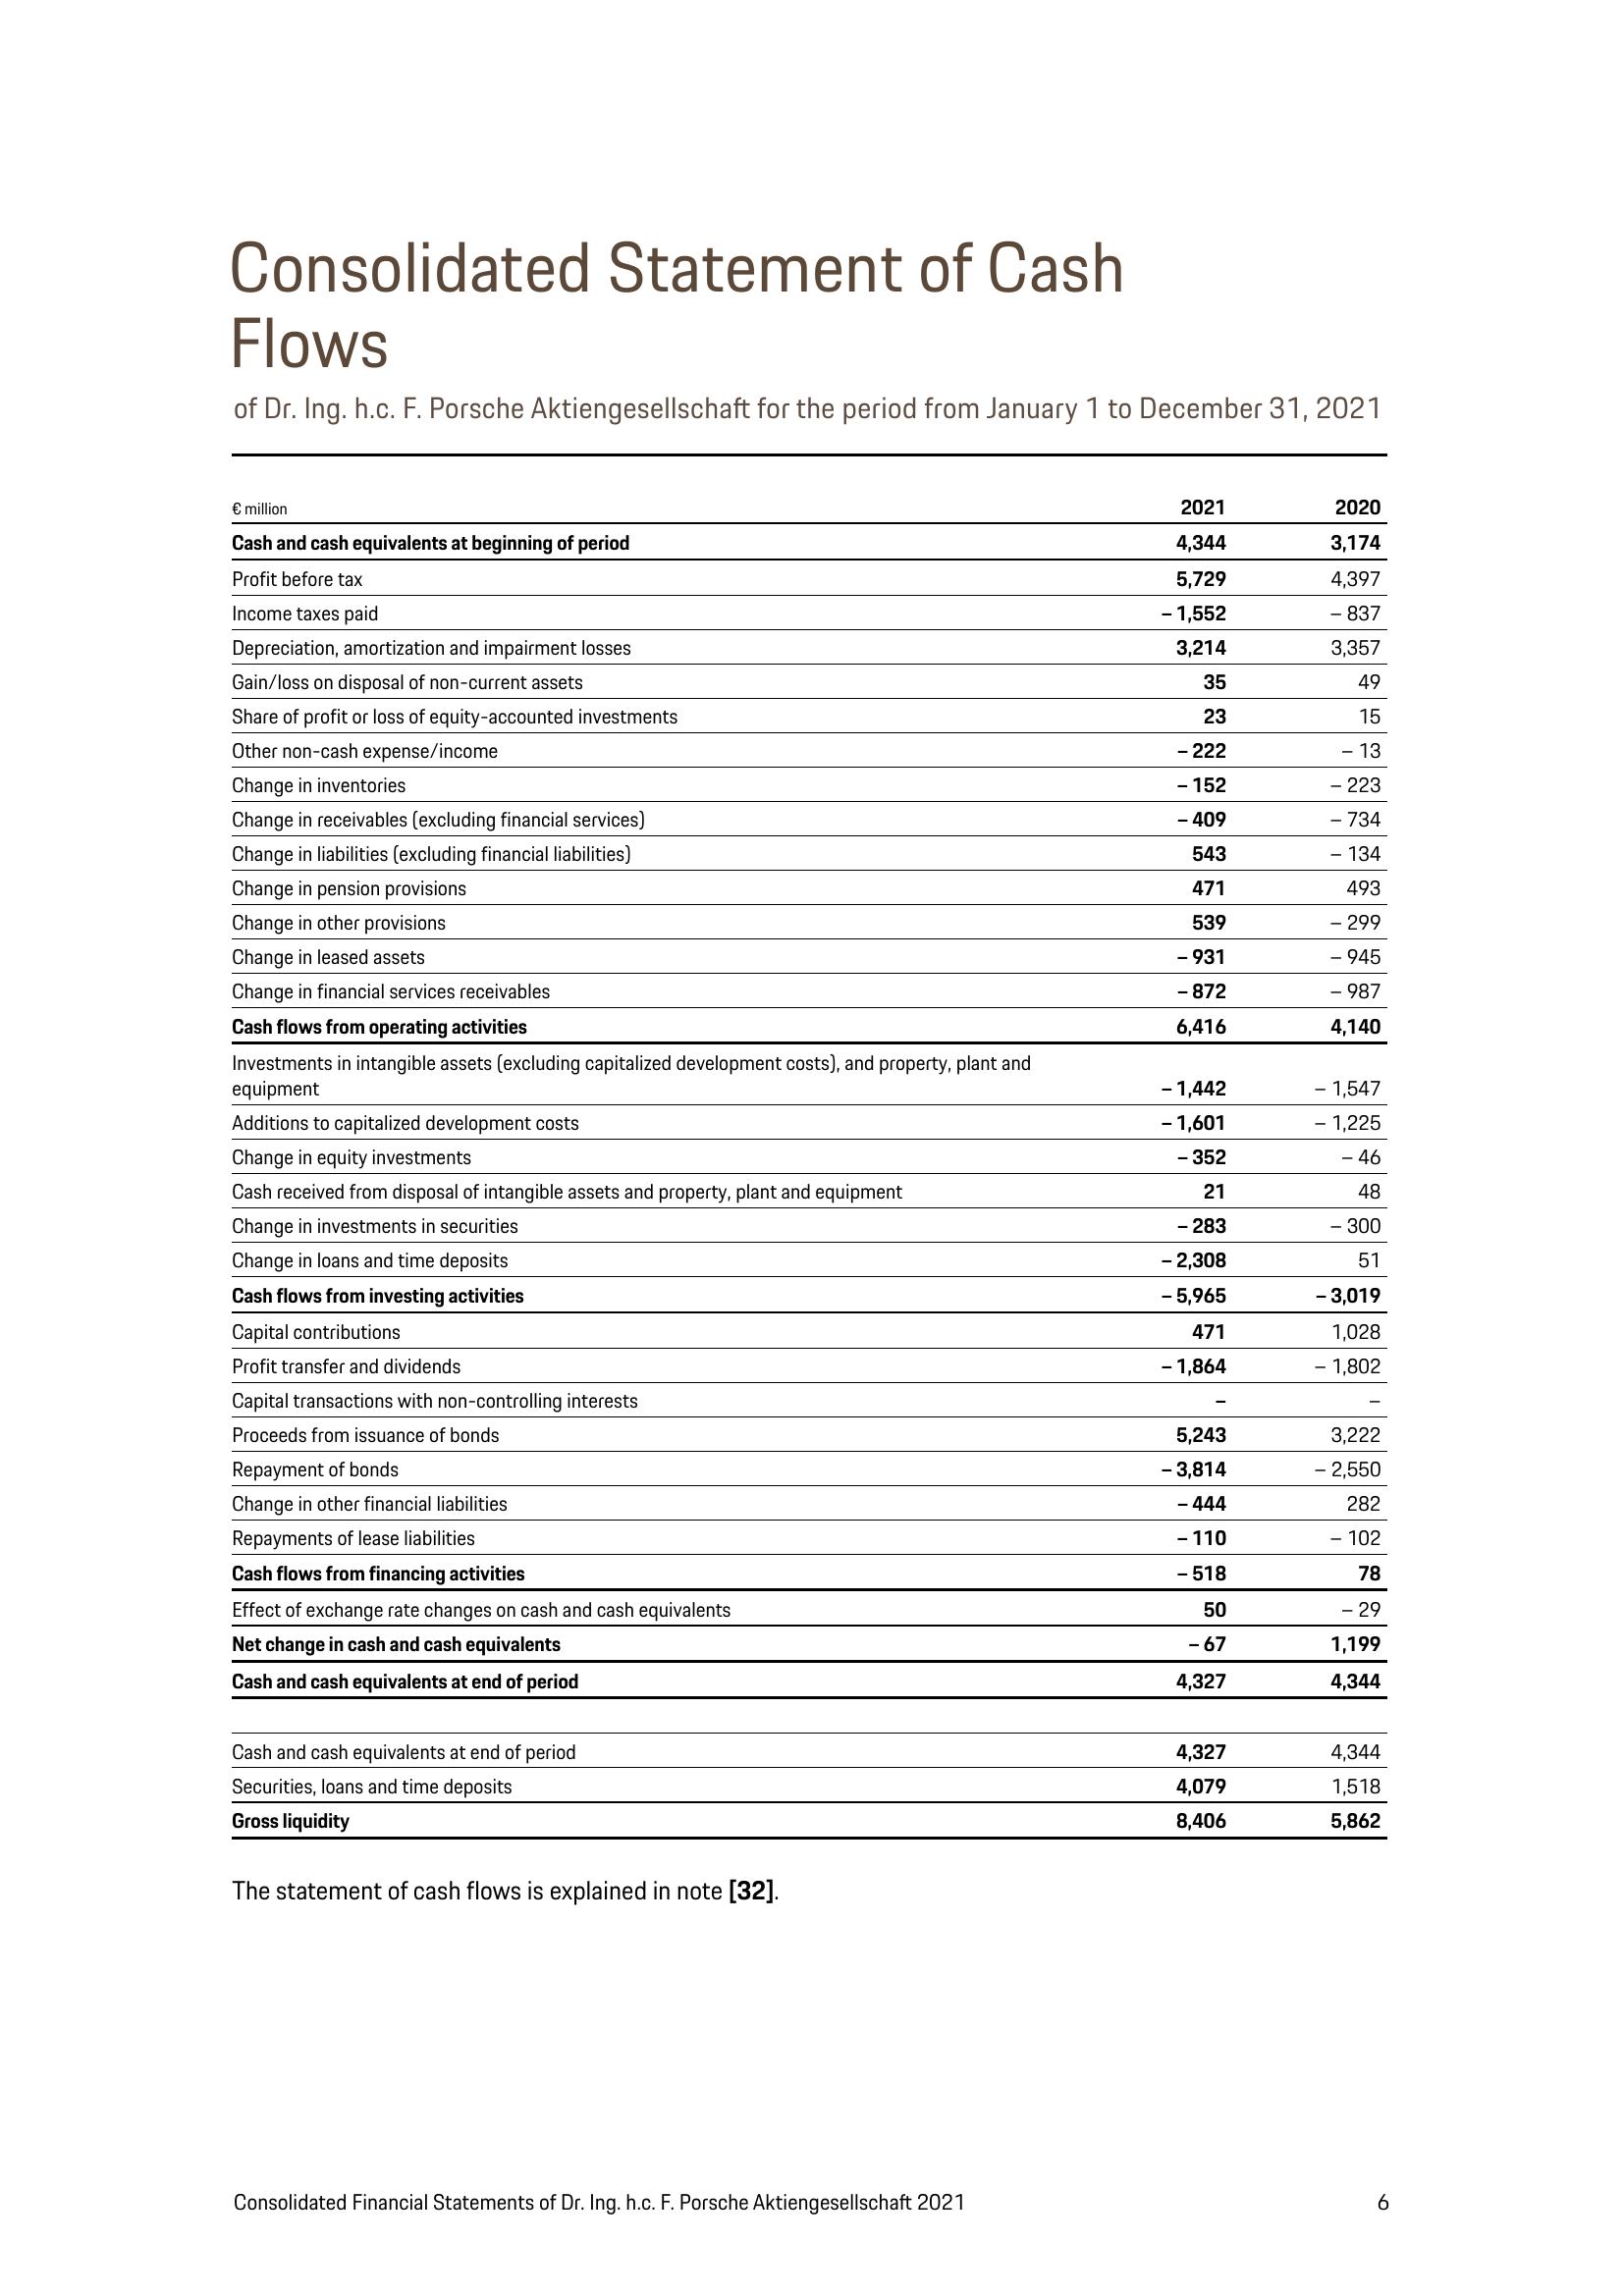 Consolidated Statement of Cash
Flows
of Dr. Ing. h.c. F. Porsche Aktiengesellschaft for the period from January 1 to December 31, 2021
€ million 2021 2020
Cash and cash equivalents at beginning of period 4,344 3,174
Profit before tax 5,729 4,397
Income taxes paid – 1,552 – 837
Depreciation, amortization and impairment losses 3,214 3,357
Gain/loss on disposal of non-current assets 35 49
Share of profit or loss of equity-accounted investments 23 15
Other non-cash expense/income – 222 – 13
Change in inventories – 152 – 223
Change in receivables (excluding financial services) – 409 – 734
Change in liabilities (excluding financial liabilities) 543 – 134
Change in pension provisions 471 493
Change in other provisions 539 – 299
Change in leased assets – 931 – 945
Change in financial services receivables – 872 – 987
Cash flows from operating activities 6,416 4,140
Investments in intangible assets (excluding capitalized development costs), and property, plant and
equipment – 1,442 – 1,547
Additions to capitalized development costs – 1,601 – 1,225
Change in equity investments – 352 – 46
Cash received from disposal of intangible assets and property, plant and equipment 21 48
Change in investments in securities – 283 – 300
Change in loans and time deposits – 2,308 51
Cash flows from investing activities – 5,965 – 3,019
Capital contributions 471 1,028
Profit transfer and dividends – 1,864 – 1,802
Capital transactions with non-controlling interests – –
Proceeds from issuance of bonds 5,243 3,222
Repayment of bonds – 3,814 – 2,550
Change in other financial liabilities – 444 282
Repayments of lease liabilities – 110 – 102
Cash flows from financing activities – 518 78
Effect of exchange rate changes on cash and cash equivalents 50 – 29
Net change in cash and cash equivalents – 67 1,199
Cash and cash equivalents at end of period 4,327 4,344
Cash and cash equivalents at end of period 4,327 4,344
Securities, loans and time deposits 4,079 1,518
Gross liquidity 8,406 5,862
The statement of cash flows is explained in note [32].
Consolidated Financial Statements of Dr. Ing. h.c. F. Porsche Aktiengesellschaft 2021 6